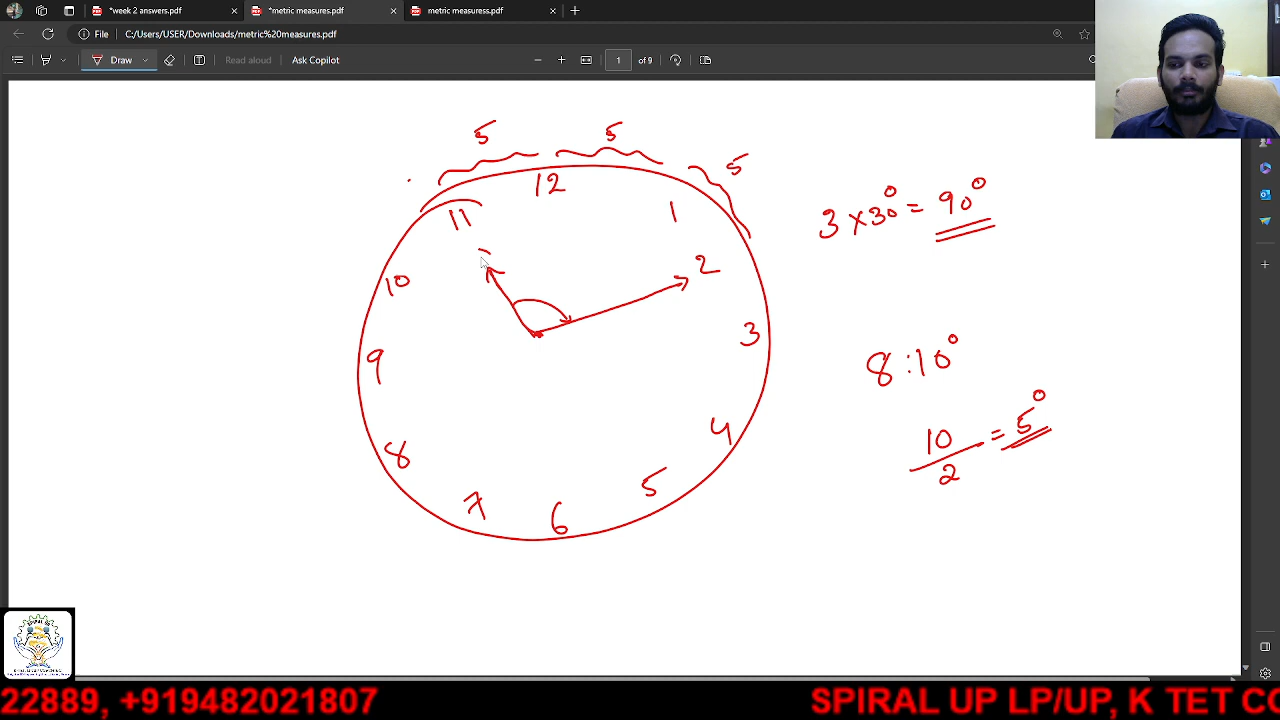 *week 2 answers.pdf
*metric measures.pdf
metric measuress.pdf
File
C:/Users/USER/Downloads/metric%20measures.pdf
Draw
Read aloud
Ask Copilot
1
of 9
5 5 5
12
11 1
10 2
9 3
8 4
7 6 5
3 x 30° = 90°
8:10°
10/2 = 5°
22889, +919482021807
SPIRAL UP LP/UP, K TET CO